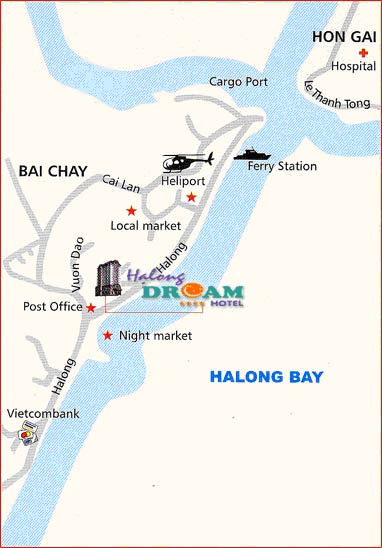 HON GAI
Hospital
Cargo Port
Le Thanh Tong
Ferry Station
BAI CHAY
Cai Lan
Heliport
Local market
Vuon Dao
Halong
Halong
DREAM
HOTEL
Post Office
Night market
Halong
HALONG BAY
Vietcombank